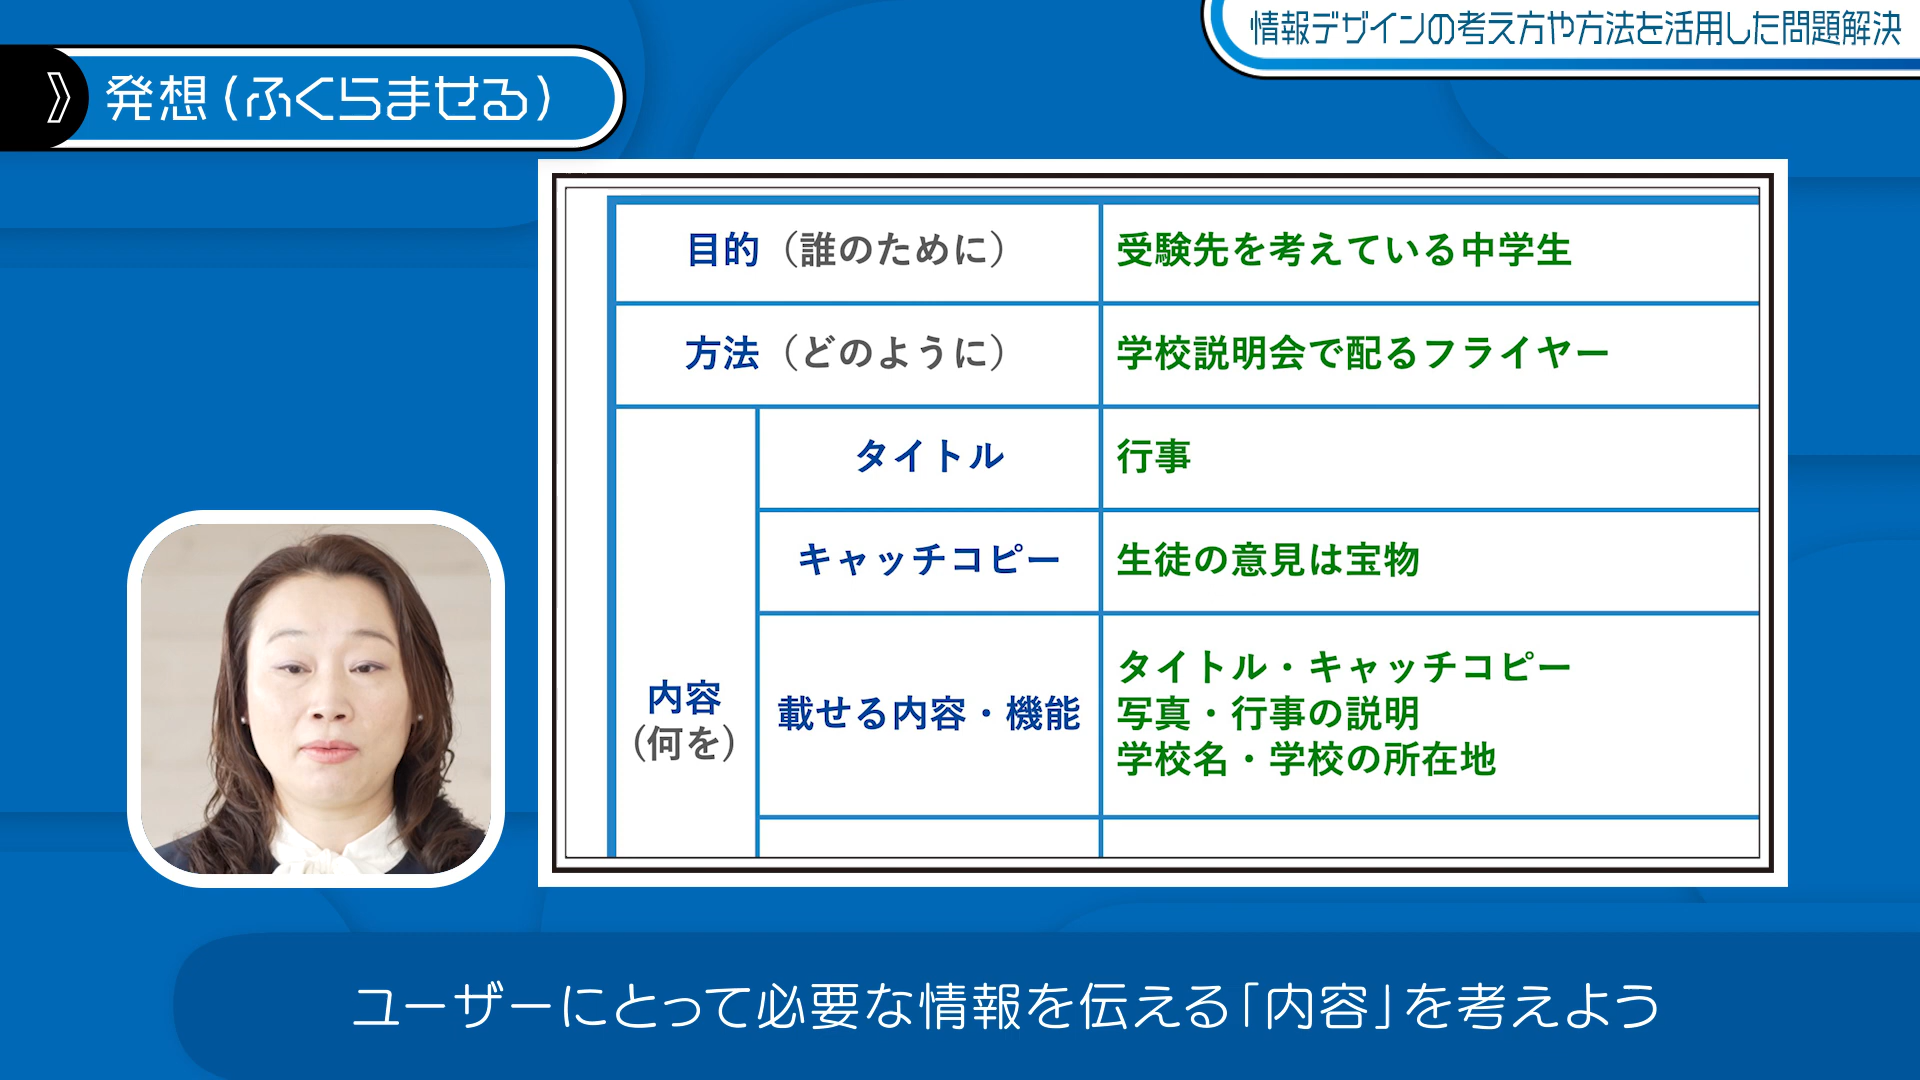 情報デザインの考え方や方法を活用した問題解決
》発想(ふくらませる)
目的（誰のために）
受験先を考えている中学生
方法（どのように）
学校説明会で配るフライヤー
内容
(何を)
タイトル
行事
キャッチコピー
生徒の意見は宝物
載せる内容・機能
タイトル・キャッチコピー
写真・行事の説明
学校名・学校の所在地
ユーザーにとって必要な情報を伝える「内容」を考えよう